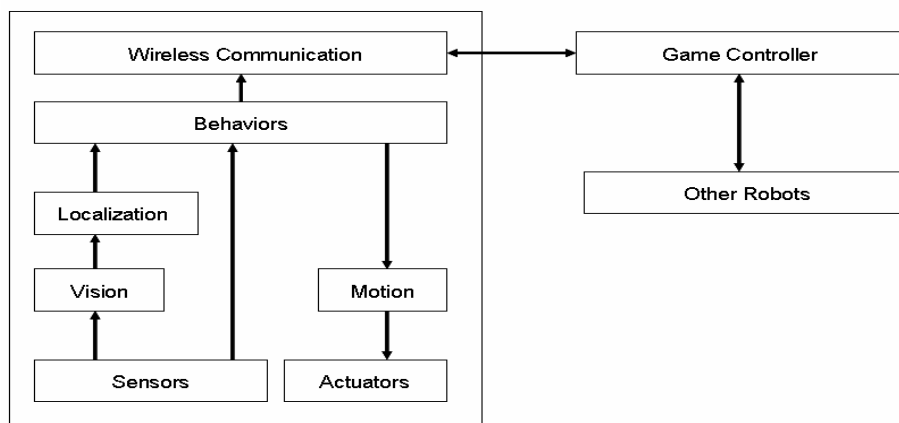 Wireless Communication
Game Controller
Behaviors
Other Robots
Localization
Vision
Motion
Sensors
Actuators